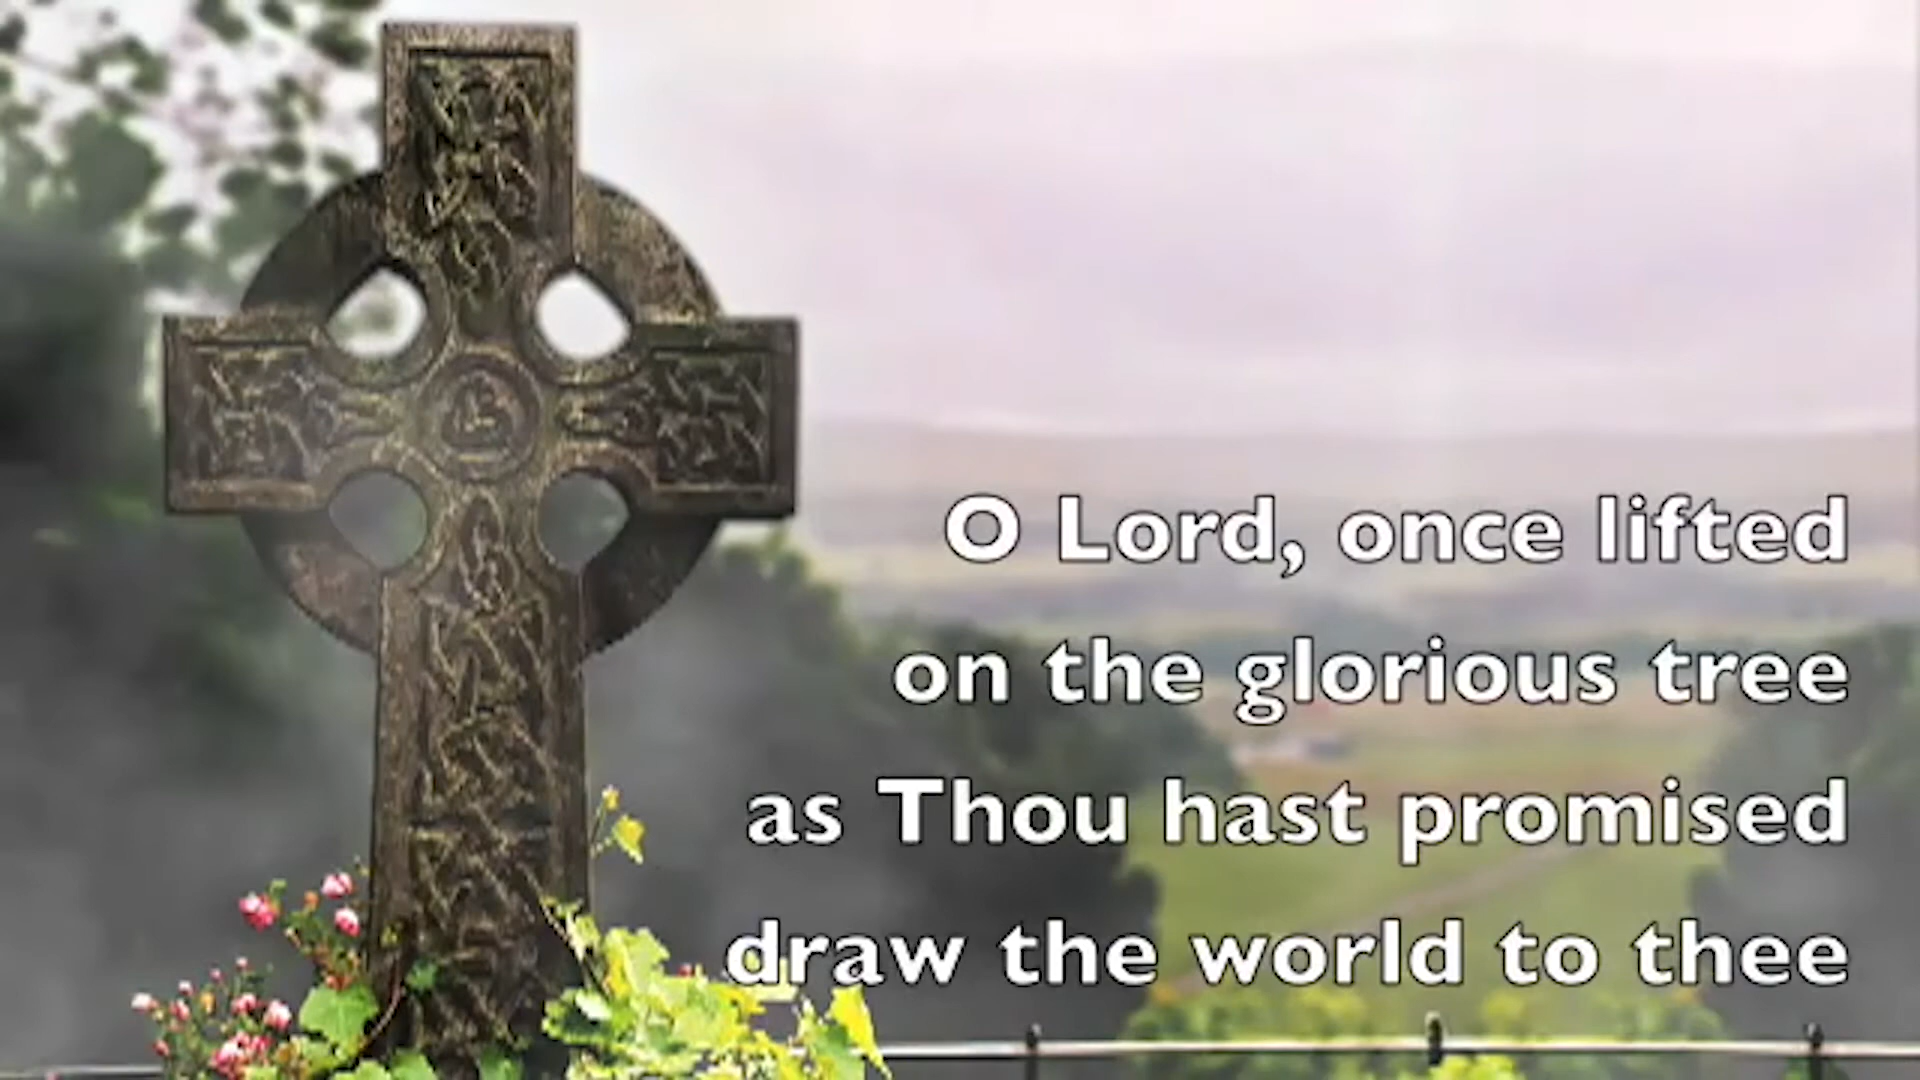 O Lord, once lifted
on the glorious tree
as Thou hast promised
draw the world to thee